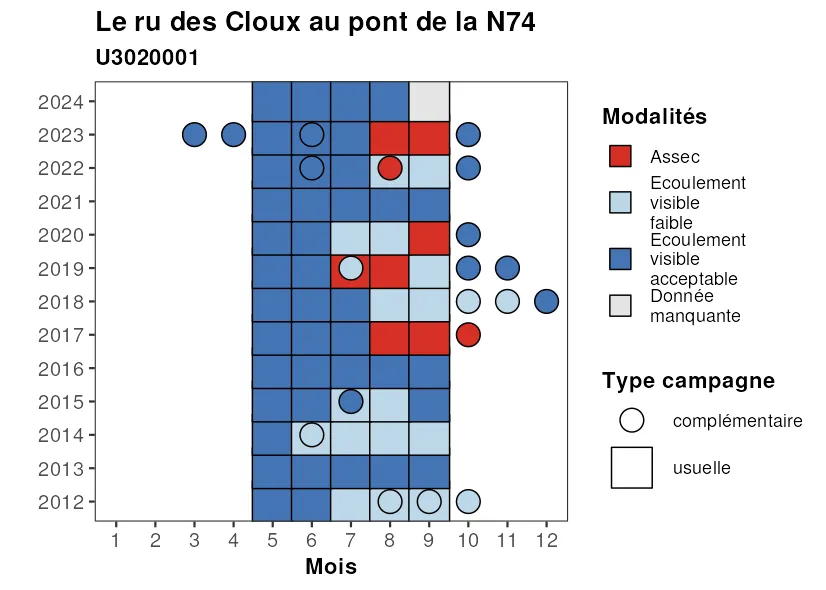 Le ru des Cloux au pont de la N74
U3020001
2024
2023
2022
2021
2020
2019
2018
2017
2016
2015
2014
2013
2012
1 2 3 4 5 6 7 8 9 10 11 12
Mois
Modalités
Assec
Ecoulement
visible
faible
Ecoulement
visible
acceptable
Donnée
manquante
Type campagne
complémentaire
usuelle